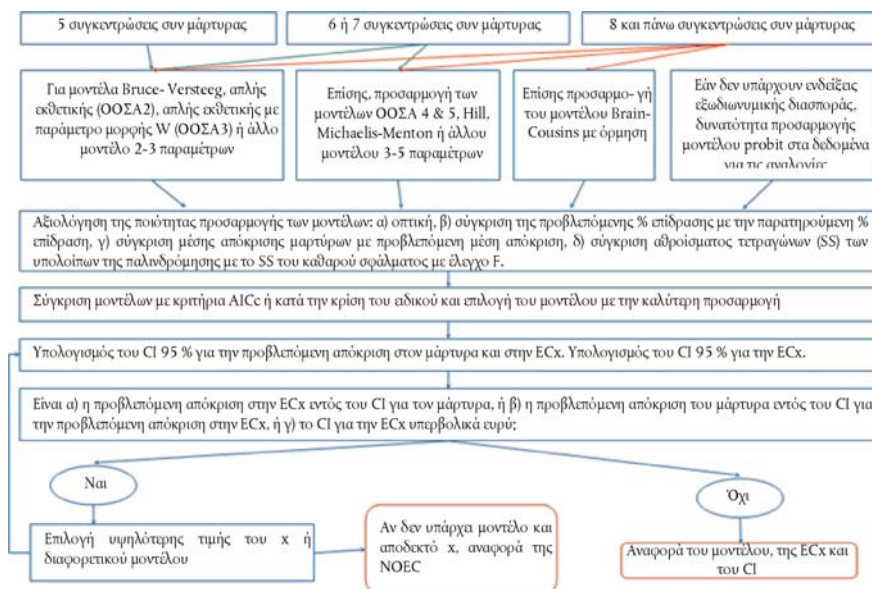 5 συγκεντρώσεις συν μάρτυρας
6 ή 7 συγκεντρώσεις συν μάρτυρας
8 και πάνω συγκεντρώσεις συν μάρτυρας
Για μοντέλα Bruce- Versteeg, απλής
εκθετικής (ΟΟΣΑ2), απλής εκθετικής με
παράμετρο μορφής W (ΟΟΣΑ3) ή άλλο
μοντέλο 2-3 παραμέτρων
Επίσης, προσαρμογή των
μοντέλων ΟΟΣΑ 4 & 5, Hill,
Michaelis-Menton ή άλλου
μοντέλου 3-5 παραμέτρων
Επίσης προσαρμο- γή
του μοντέλου Brain-
Cousins με όρμηση
Εάν δεν υπάρχουν ενδείξεις
εξωδιωνυμικής διασποράς,
δυνατότητα προσαρμογής
μοντέλου probit στα δεδομένα
για τις αναλογίες
Αξιολόγηση της ποιότητας προσαρμογής των μοντέλων: α) οπτική, β) σύγκριση της προβλεπόμενης % επίδρασης με την παρατηρούμενη %
επίδραση, γ) σύγκριση μέσης απόκρισης μαρτύρων με προβλεπόμενη μέση απόκριση, δ) σύγκριση αθροίσματος τετραγώνων (SS) των
υπολοίπων της παλινδρόμησης με το SS του καθαρού σφάλματος με έλεγχο F.
Σύγκριση μοντέλων με κριτήρια AICc ή κατά την κρίση του ειδικού και επιλογή του μοντέλου με την καλύτερη προσαρμογή
Υπολογισμός του CI 95 % για την προβλεπόμενη απόκριση στον μάρτυρα και στην ECx. Υπολογισμός του CI 95 % για την ECx.
Είναι α) η προβλεπόμενη απόκριση στην ECx εντός του CI για τον μάρτυρα, ή β) η προβλεπόμενη απόκριση του μάρτυρα εντός του CI για
την προβλεπόμενη απόκριση στην ECx, ή γ) το CI για την ECx υπερβολικά ευρύ;
Ναι
Όχι
Επιλογή υψηλότερης τιμής του x ή
διαφορετικού μοντέλου
Αν δεν υπάρχει μοντέλο και
αποδεκτό x, αναφορά της
NOEC
Αναφορά του μοντέλου, της ECx και
του CI